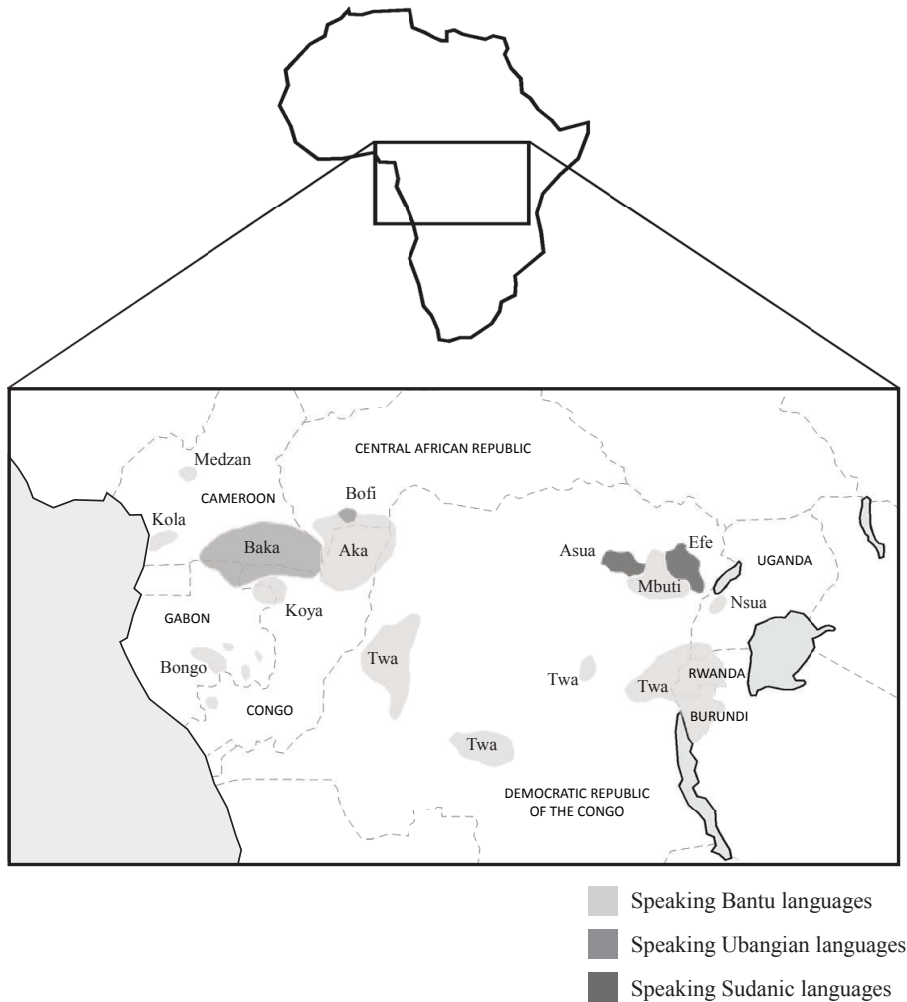 CENTRAL AFRICAN REPUBLIC
Medzan
CAMEROON
Bofi
Kola
Baka
Aka
Asua
Efe
UGANDA
Mbuti
Nsua
Koya
GABON
Bongo
Twa
Twa
Twa
RWANDA
CONGO
BURUNDI
Twa
DEMOCRATIC REPUBLIC
OF THE CONGO
Speaking Bantu languages
Speaking Ubangian languages
Speaking Sudanic languages